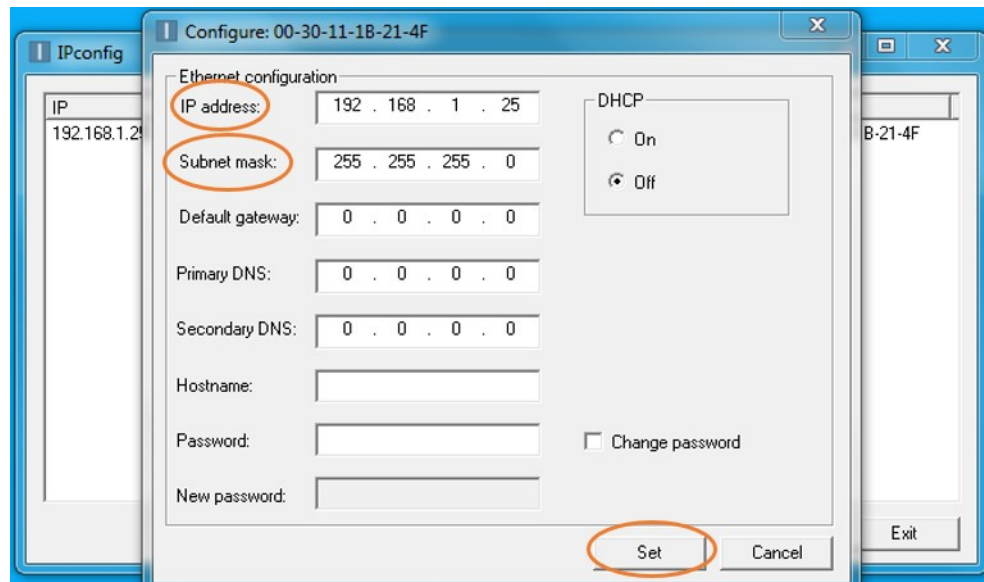 IPconfig
Configure: 00-30-11-1B-21-4F
IP
192.168.1.25
B-21-4F
Ethernet configuration
IP address: 192 . 168 . 1 . 25
DHCP
On
Subnet mask: 255 . 255 . 255 . 0
Off
Default gateway: 0 . 0 . 0 . 0
Primary DNS: 0 . 0 . 0 . 0
Secondary DNS: 0 . 0 . 0 . 0
Hostname:
Password:
Change password
New password:
Set Cancel
Exit